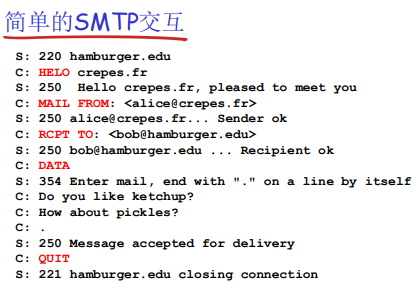 简单的SMTP交互
S: 220 hamburger.edu
C: HELO crepes.fr
S: 250  Hello crepes.fr, pleased to meet you
C: MAIL FROM: <alice@crepes.fr>
S: 250 alice@crepes.fr... Sender ok
C: RCPT TO: <bob@hamburger.edu>
S: 250 bob@hamburger.edu ... Recipient ok
C: DATA
S: 354 Enter mail, end with "." on a line by itself
C: Do you like ketchup?
C: How about pickles?
C: .
S: 250 Message accepted for delivery
C: QUIT
S: 221 hamburger.edu closing connection